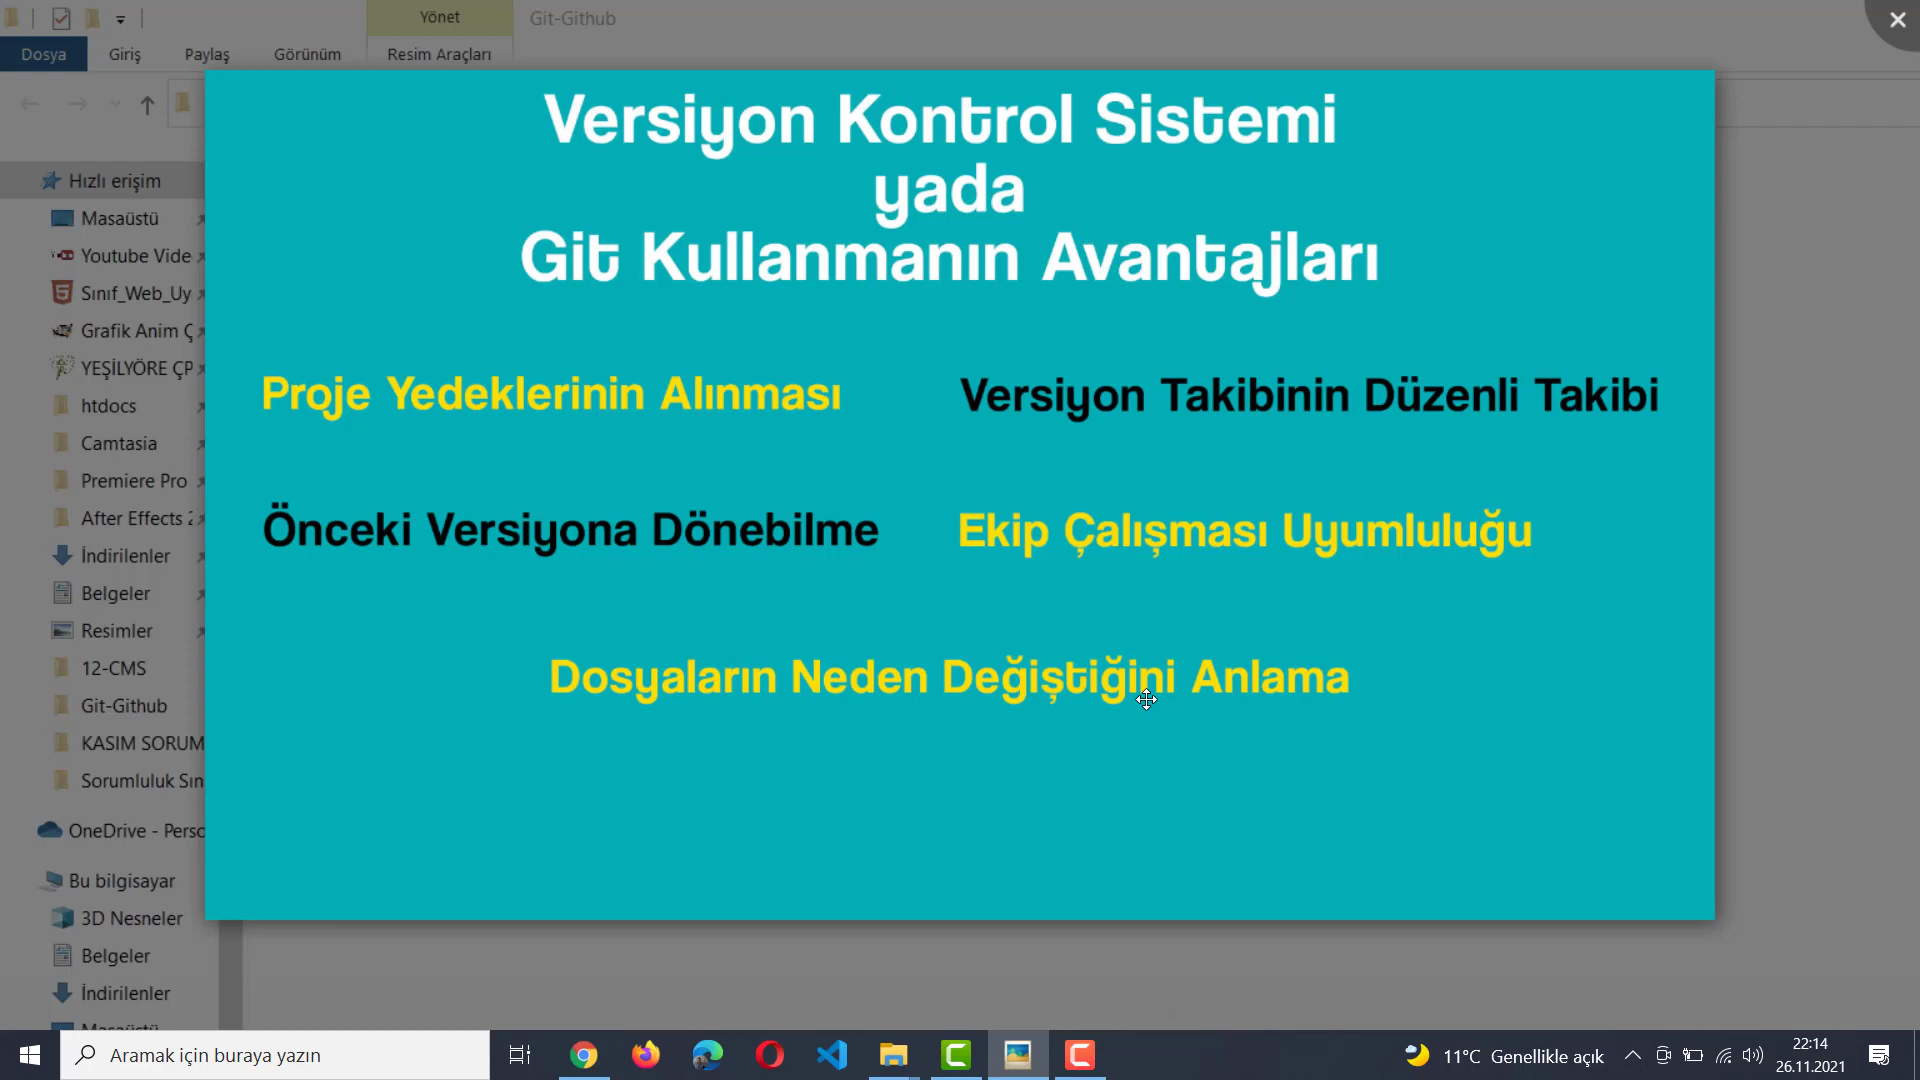 Yönet
Git-Github
Dosya
Giriş
Paylaş
Görünüm
Resim Araçları
Versiyon Kontrol Sistemi
yada
Git Kullanmanın Avantajları
Proje Yedeklerinin Alınması
Versiyon Takibinin Düzenli Takibi
Önceki Versiyona Dönebilme
Ekip Çalışması Uyumluluğu
Dosyaların Neden Değiştiğini Anlama
Hızlı erişim
Masaüstü
Youtube Vide
Sınıf_Web_Uy
Grafik Anim Ç
YEŞİLYÖRE ÇP
htdocs
Camtasia
Premiere Pro
After Effects 2
İndirilenler
Belgeler
Resimler
12-CMS
Git-Github
KASIM SORUM
Sorumluluk Sın
OneDrive - Perso
Bu bilgisayar
3D Nesneler
Belgeler
İndirilenler
Masaüstü
Aramak için buraya yazın
11°C Genellikle açık
22:14
26.11.2021